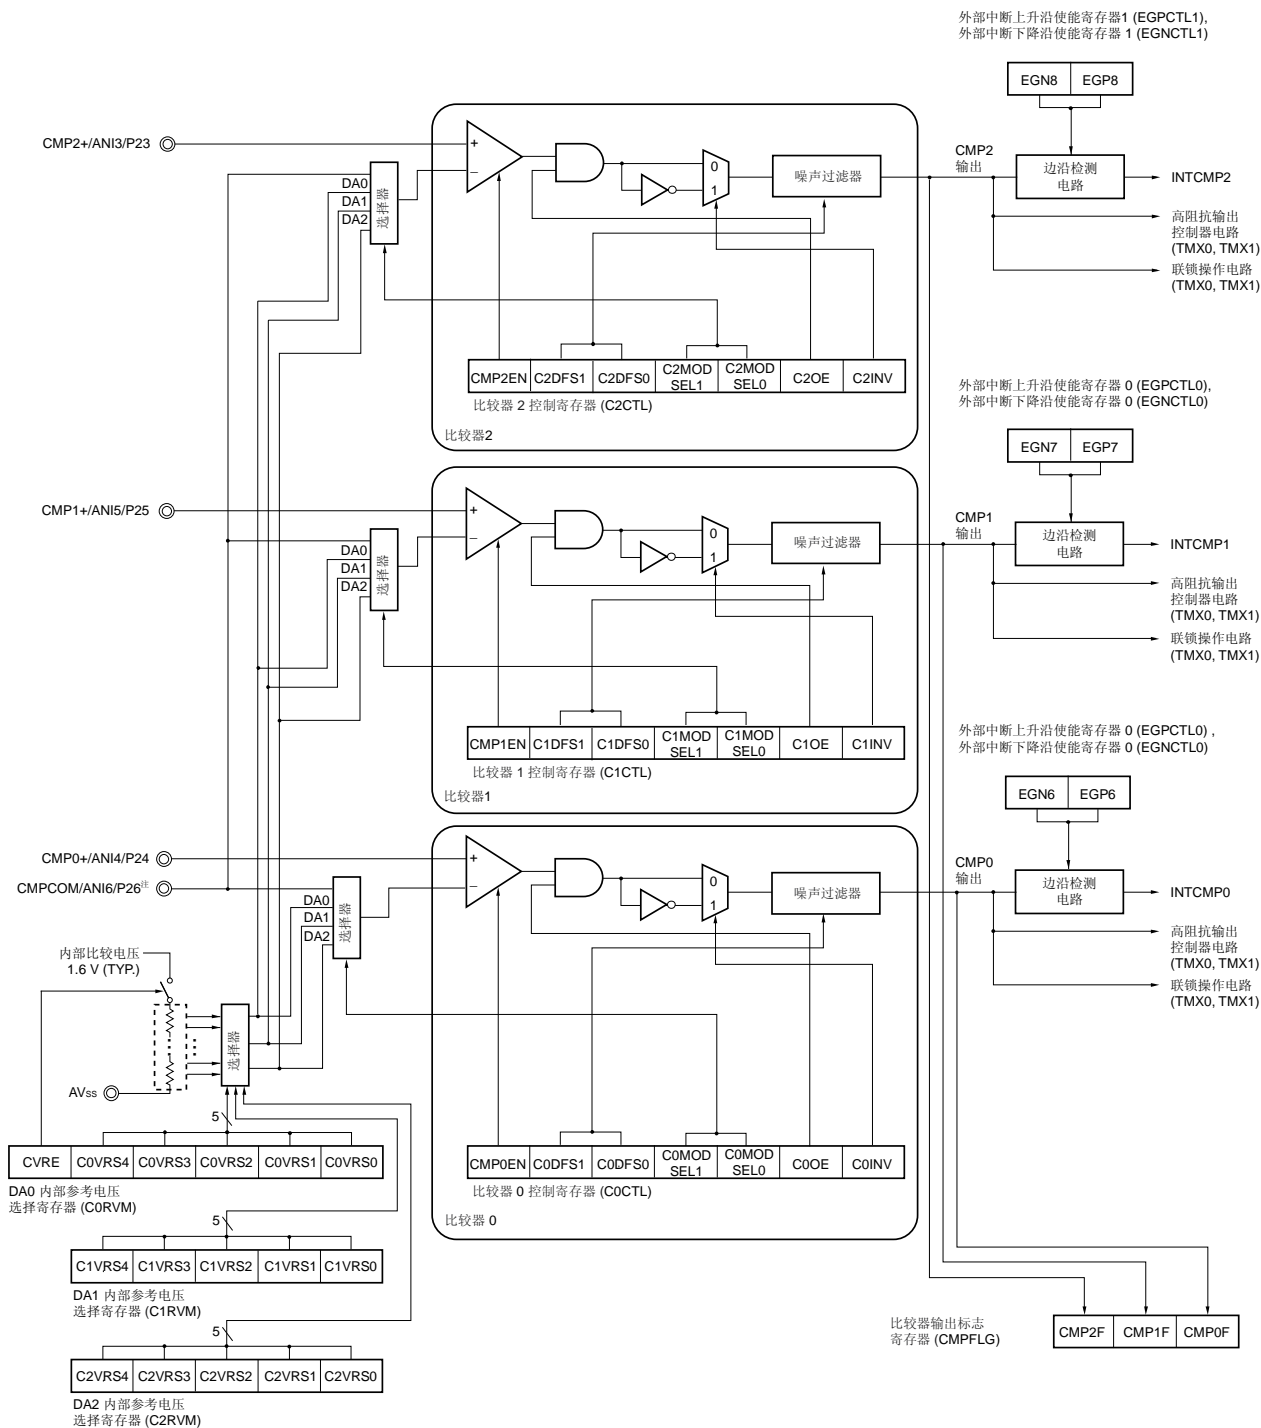 外部中断上升沿使能寄存器1 (EGPCTL1),
外部中断下降沿使能寄存器 1 (EGNCTL1)
EGN8 EGP8
CMP2+/ANI3/P23
+
–
DA0
DA1
DA2
选择器
0
1
噪声过滤器
CMP2
输出
边沿检测
电路
INTCMP2
高阻抗输出
控制器电路
(TMX0, TMX1)
联锁操作电路
(TMX0, TMX1)
CMP2EN C2DFS1 C2DFS0 C2MOD SEL1 C2MOD SEL0 C2OE C2INV
比较器 2 控制寄存器 (C2CTL)
比较器2
外部中断上升沿使能寄存器 0 (EGPCTL0),
外部中断下降沿使能寄存器 0 (EGNCTL0)
EGN7 EGP7
CMP1+/ANI5/P25
+
–
DA0
DA1
DA2
选择器
0
1
噪声过滤器
CMP1
输出
边沿检测
电路
INTCMP1
高阻抗输出
控制器电路
(TMX0, TMX1)
联锁操作电路
(TMX0, TMX1)
CMP1EN C1DFS1 C1DFS0 C1MOD SEL1 C1MOD SEL0 C1OE C1INV
比较器 1 控制寄存器 (C1CTL)
比较器1
外部中断上升沿使能寄存器 0 (EGPCTL0) ,
外部中断下降沿使能寄存器 0 (EGNCTL0)
EGN6 EGP6
CMP0+/ANI4/P24
CMPCOM/ANI6/P26注
+
–
DA0
DA1
DA2
选择器
0
1
噪声过滤器
CMP0
输出
边沿检测
电路
INTCMP0
高阻抗输出
控制器电路
(TMX0, TMX1)
联锁操作电路
(TMX0, TMX1)
内部比较电压
1.6 V (TYP.)
选择器
AVss
5
CVRE C0VRS4 C0VRS3 C0VRS2 C0VRS1 C0VRS0
DA0 内部参考电压
选择寄存器 (C0RVM)
CMP0EN C0DFS1 C0DFS0 C0MOD SEL1 C0MOD SEL0 C0OE C0INV
比较器 0 控制寄存器 (C0CTL)
比较器 0
5
C1VRS4 C1VRS3 C1VRS2 C1VRS1 C1VRS0
DA1 内部参考电压
选择寄存器 (C1RVM)
比较器输出标志
寄存器 (CMPFLG)
CMP2F CMP1F CMP0F
5
C2VRS4 C2VRS3 C2VRS2 C2VRS1 C2VRS0
DA2 内部参考电压
选择寄存器 (C2RVM)